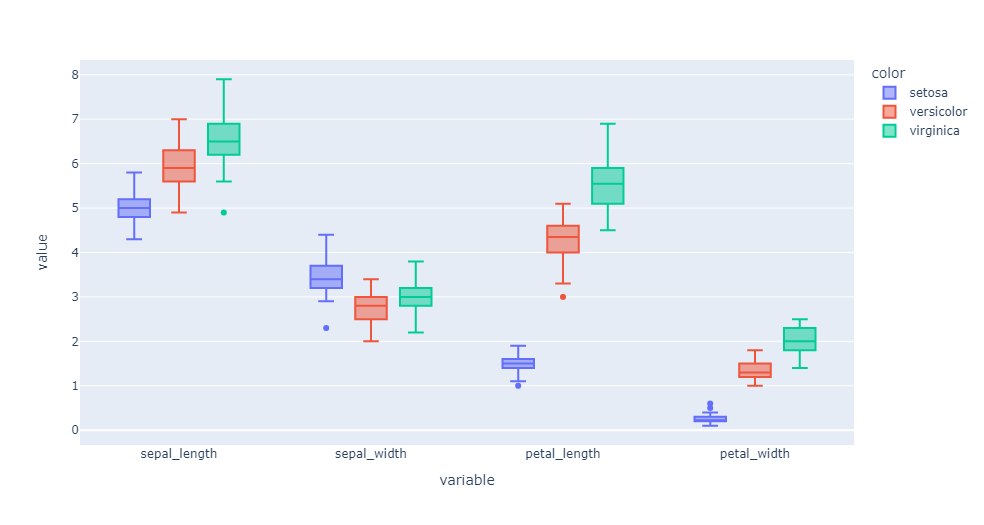 color
setosa
versicolor
virginica
value
8
7
6
5
4
3
2
1
0
sepal_length
sepal_width
petal_length
petal_width
variable